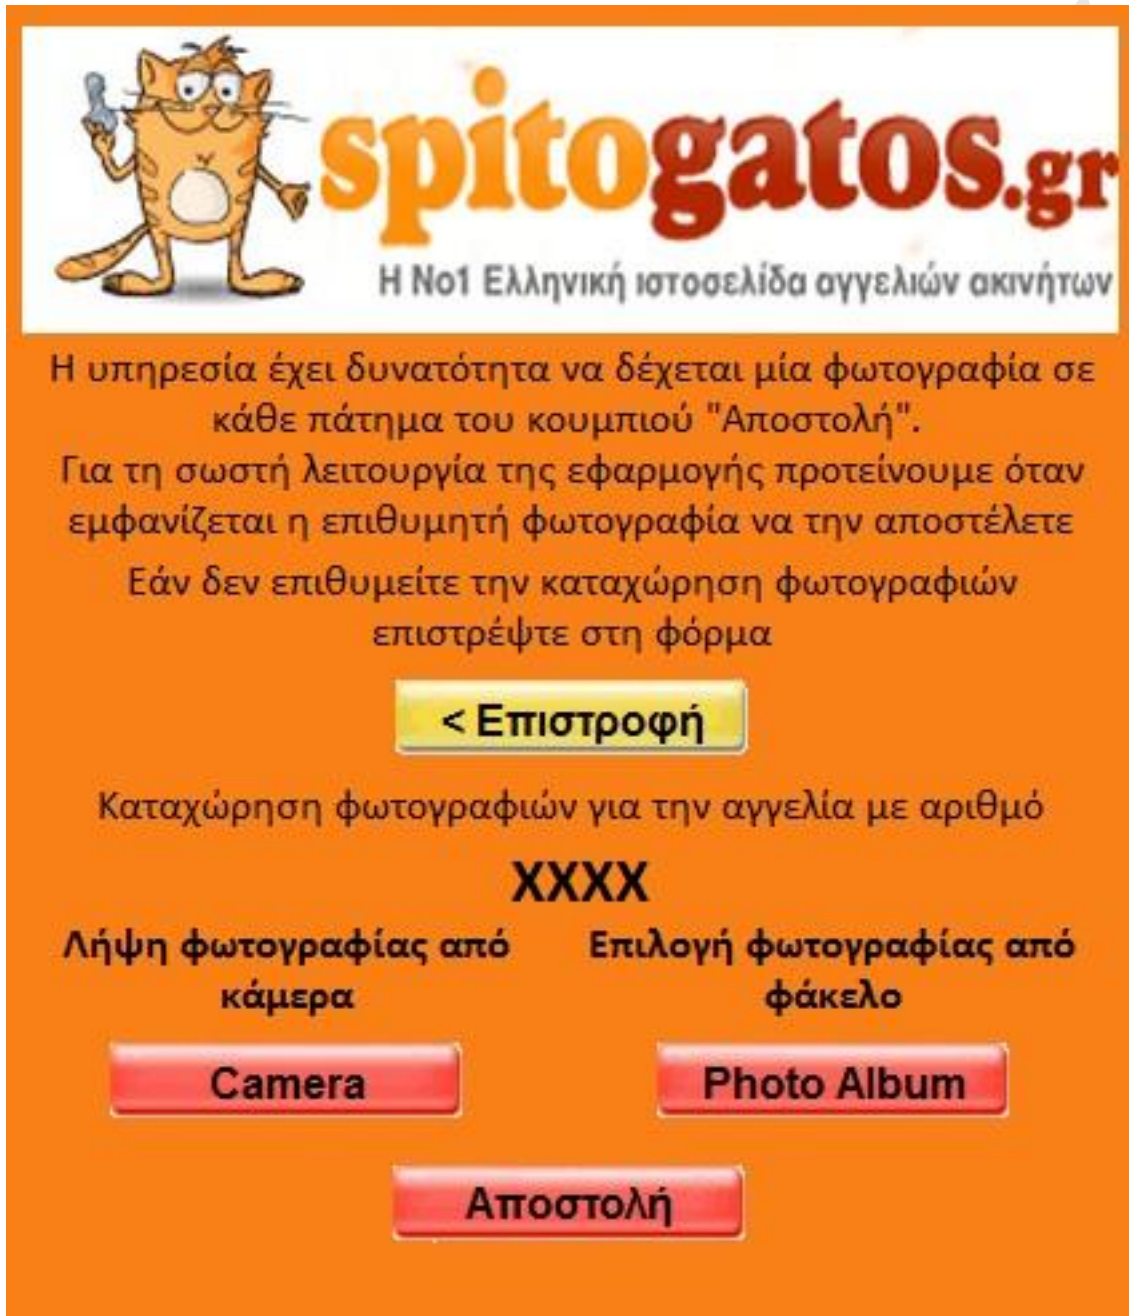 spitogatos.gr
Η Νο1 Ελληνική ιστοσελίδα αγγελιών ακινήτων
Η υπηρεσία έχει δυνατότητα να δέχεται μία φωτογραφία σε
κάθε πάτημα του κουμπιού "Αποστολή".
Για τη σωστή λειτουργία της εφαρμογής προτείνουμε όταν
εμφανίζεται η επιθυμητή φωτογραφία να την αποστέλετε
Εάν δεν επιθυμείτε την καταχώρηση φωτογραφιών
επιστρέψτε στη φόρμα
< Επιστροφή
Καταχώρηση φωτογραφιών για την αγγελία με αριθμό
XXXX
Λήψη φωτογραφίας από
κάμερα
Επιλογή φωτογραφίας από
φάκελο
Camera
Photo Album
Αποστολή